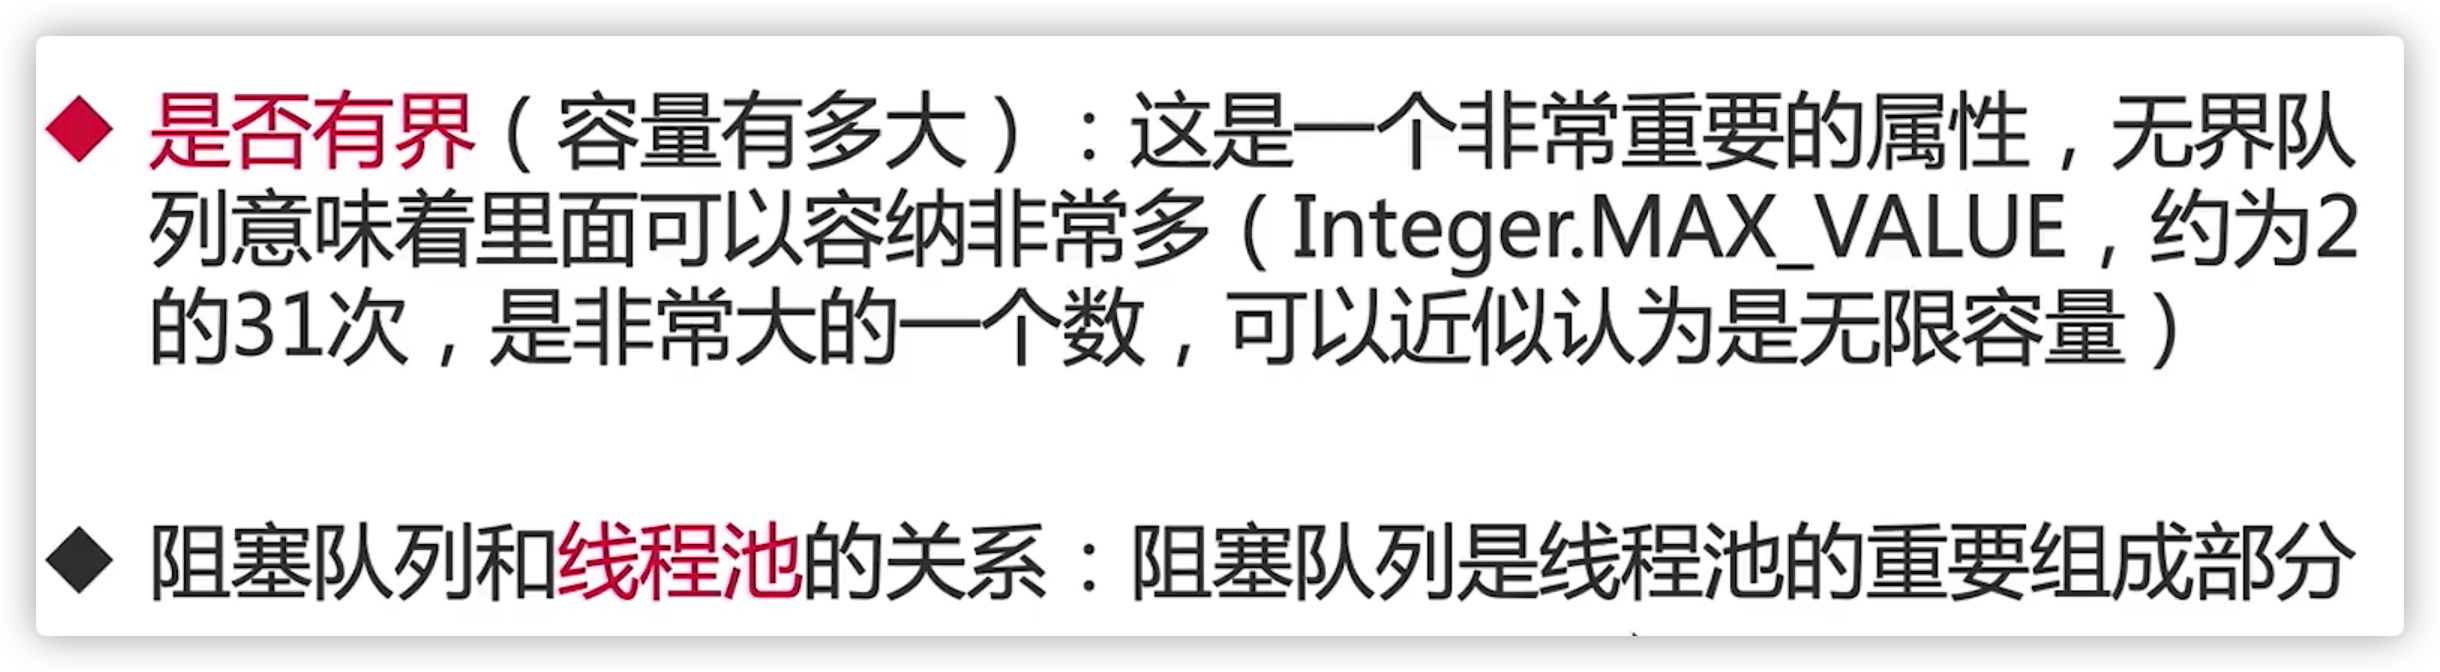 是否有界（容量有多大）：这是一个非常重要的属性，无界队
列意味着里面可以容纳非常多（Integer.MAX_VALUE，约为2
的31次，是非常大的一个数，可以近似认为是无限容量）
阻塞队列和线程池的关系：阻塞队列是线程池的重要组成部分